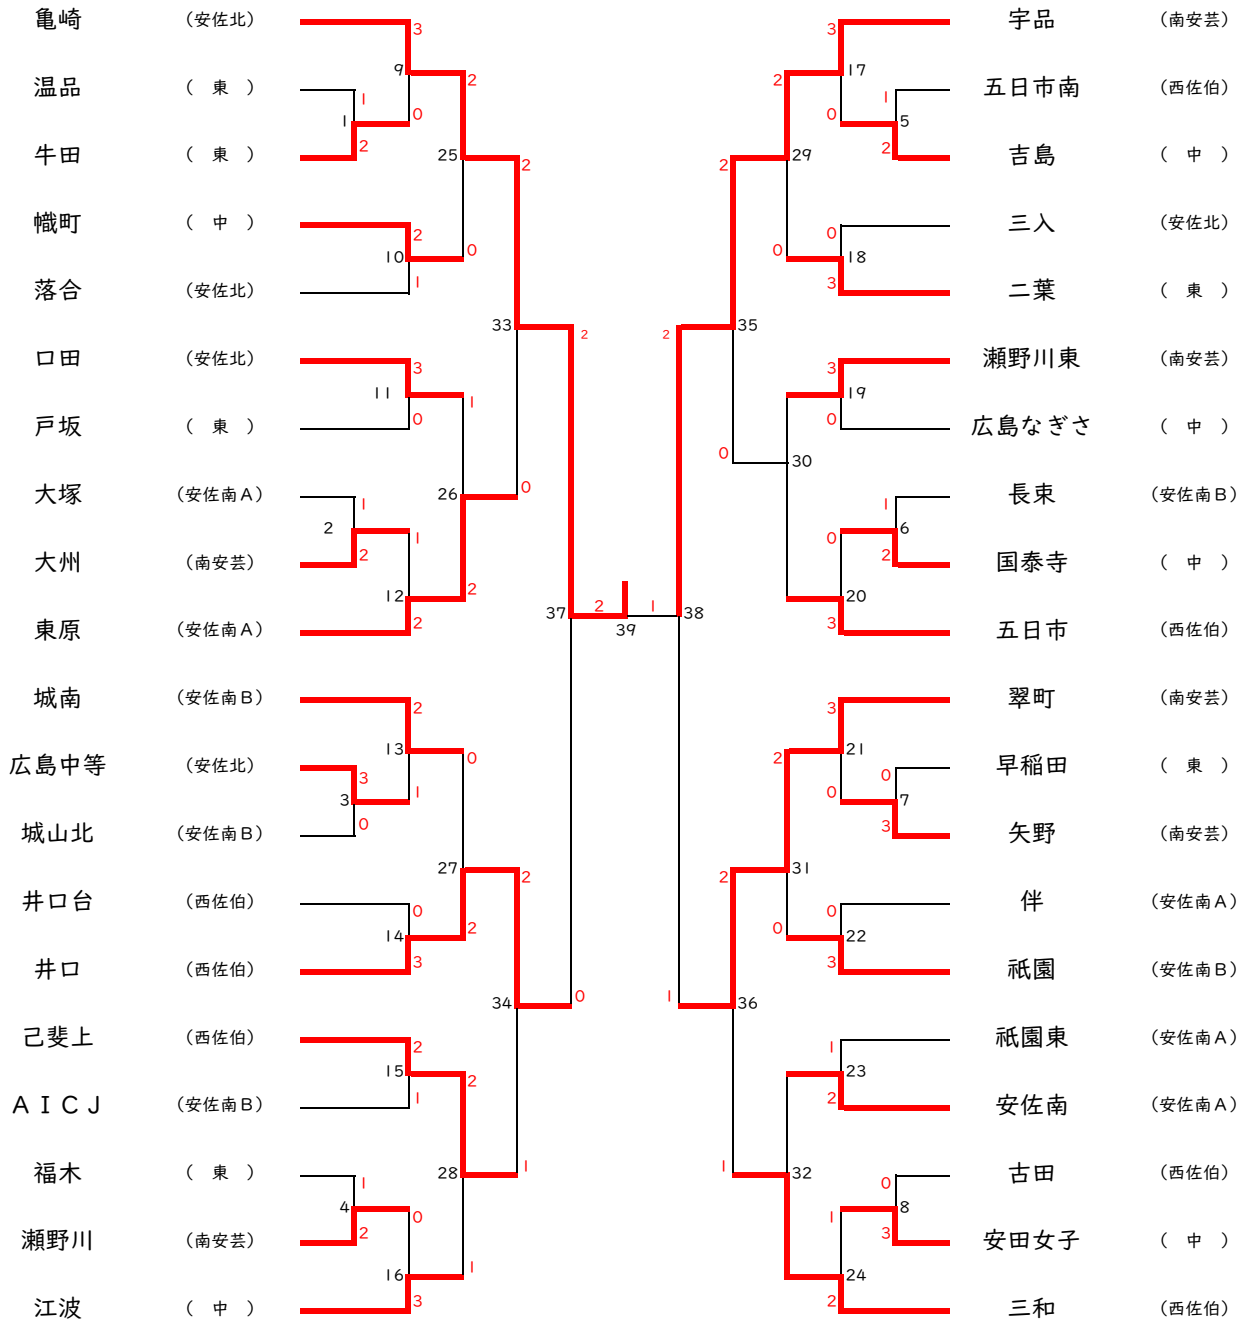 亀崎 （安佐北） 3 3 宇品 （南安芸）
9 2 2 17
温品 （ 東 ） 1 0 0 1 五日市南 （西佐伯）
1 5
牛田 （ 東 ） 2 25 2 2 29 2 吉島 （ 中 ）
幟町 （ 中 ） 2 0 0 0 三入 （安佐北）
10 18
落合 （安佐北） 1 3 二葉 （ 東 ）
33 2 2 35
口田 （安佐北） 3 3 瀬野川東 （南安芸）
11 1 19
戸坂 （ 東 ） 0 0 広島なぎさ （ 中 ）
0 30
大塚 （安佐南A） 1 26 0 1 長束 （安佐南B）
2 1 0 6
大州 （南安芸） 2 2 国泰寺 （ 中 ）
12 2 20
37 2 39 1 38
東原 （安佐南A） 2 3 五日市 （西佐伯）
城南 （安佐南B） 2 3 翠町 （南安芸）
13 0 2 21
広島中等 （安佐北） 3 1 0 0 早稲田 （ 東 ）
3 7
城山北 （安佐南B） 0 3 矢野 （南安芸）
27 2 2 31
井口台 （西佐伯） 0 2 0 0 伴 （安佐南A）
14 22
井口 （西佐伯） 3 3 祇園 （安佐南B）
34 0 1 36
己斐上 （西佐伯） 2 1 祇園東 （安佐南A）
15 2 23
ＡＩＣＪ （安佐南B） 1 2 安佐南 （安佐南A）
福木 （ 東 ） 1 28 1 1 32 0 古田 （西佐伯）
4 0 1 8
瀬野川 （南安芸） 2 3 安田女子 （ 中 ）
16 1 24
江波 （ 中 ） 3 2 三和 （西佐伯）